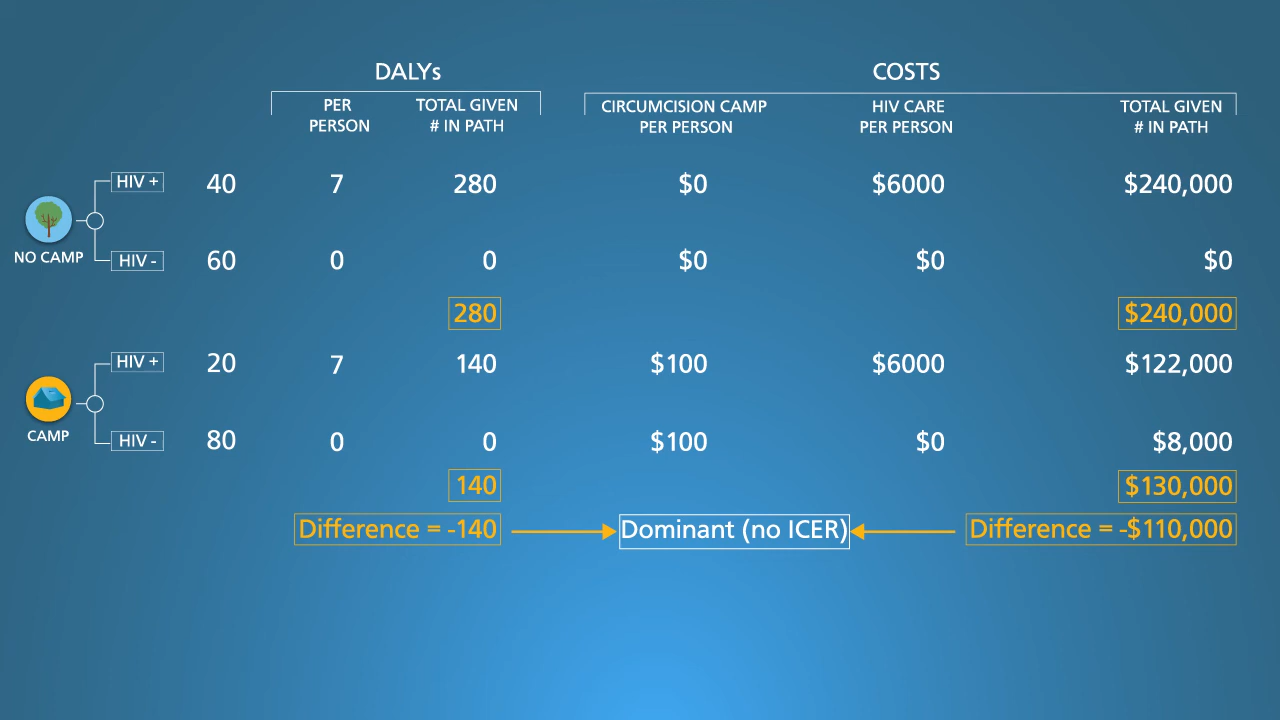 DALYs COSTS
PER PERSON TOTAL GIVEN # IN PATH CIRCUMCISION CAMP PER PERSON HIV CARE PER PERSON TOTAL GIVEN # IN PATH
HIV + 40 7 280 $0 $6000 $240,000
NO CAMP
HIV - 60 0 0 $0 $0 $0
280 $240,000
HIV + 20 7 140 $100 $6000 $122,000
CAMP
HIV - 80 0 0 $100 $0 $8,000
140 $130,000
Difference = -140 Dominant (no ICER) Difference = -$110,000